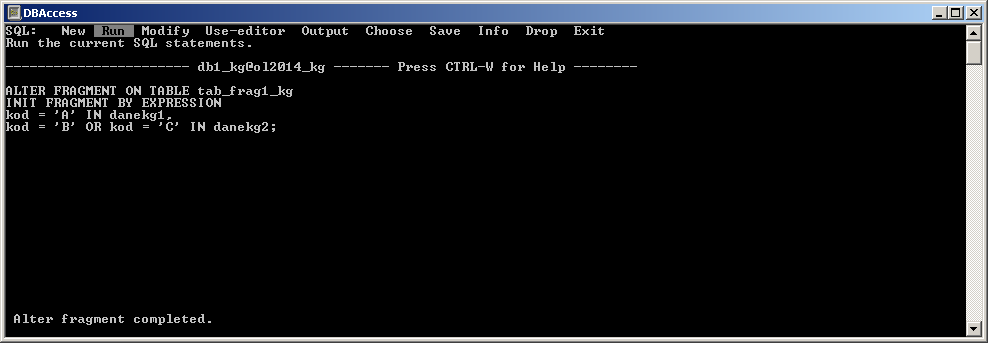 DBAccess
SQL: New Run Modify Use-editor Output Choose Save Info Drop Exit
Run the current SQL statements.
----------------------- db1_kg@ol2014_kg ------- Press CTRL-W for Help --------
ALTER FRAGMENT ON TABLE tab_frag1_kg
INIT FRAGMENT BY EXPRESSION
kod = 'A' IN danekg1,
kod = 'B' OR kod = 'C' IN danekg2;
Alter fragment completed.